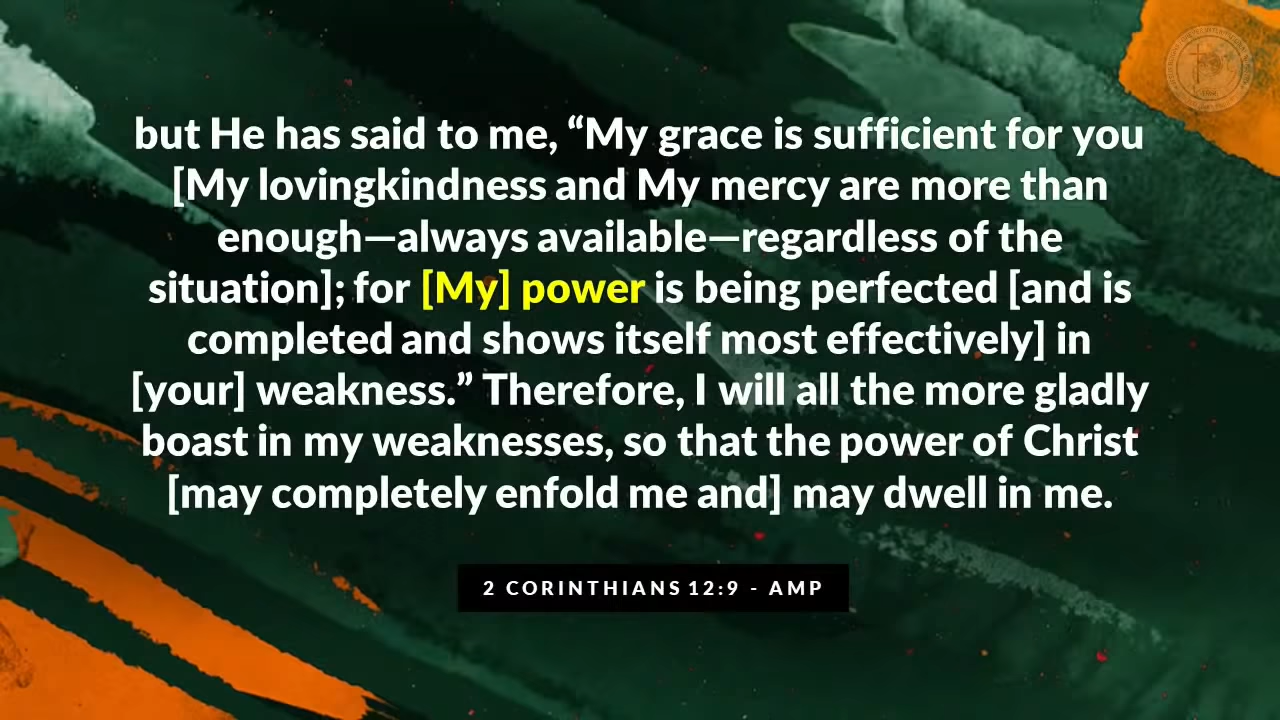 but He has said to me, “My grace is sufficient for you
[My lovingkindness and My mercy are more than
enough—always available—regardless of the
situation]; for [My] power is being perfected [and is
completed and shows itself most effectively] in
[your] weakness.” Therefore, I will all the more gladly
boast in my weaknesses, so that the power of Christ
[may completely enfold me and] may dwell in me.
2 CORINTHIANS 12:9 - AMP